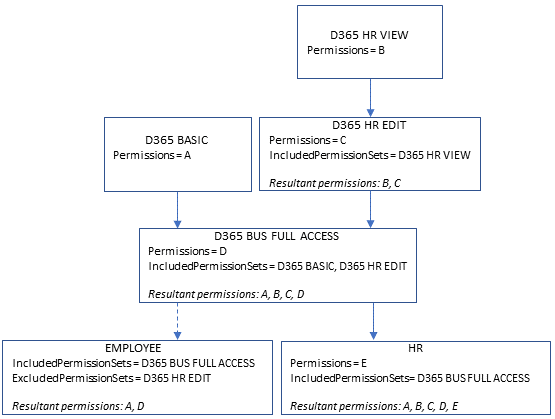 D365 HR VIEW
Permissions = B
D365 BASIC
Permissions = A
D365 HR EDIT
Permissions = C
IncludedPermissionSets = D365 HR VIEW
Resultant permissions: B, C
D365 BUS FULL ACCESS
Permissions = D
IncludedPermissionSets = D365 BASIC, D365 HR EDIT
Resultant permissions: A, B, C, D
EMPLOYEE
IncludedPermissionSets = D365 BUS FULL ACCESS
ExcludedPermissionSets = D365 HR EDIT
Resultant permissions: A, D
HR
Permissions = E
IncludedPermissionSets = D365 BUS FULL ACCESS
Resultant permissions: A, B, C, D, E